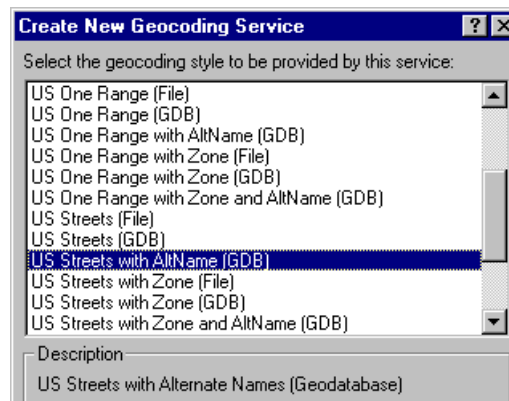 Create New Geocoding Service
Select the geocoding style to be provided by this service:
US One Range (File)
US One Range (GDB)
US One Range with AltName (GDB)
US One Range with Zone (File)
US One Range with Zone (GDB)
US One Range with Zone and AltName (GDB)
US Streets (File)
US Streets (GDB)
US Streets with AltName (GDB)
US Streets with Zone (File)
US Streets with Zone (GDB)
US Streets with Zone and AltName (GDB)
Description
US Streets with Alternate Names (Geodatabase)